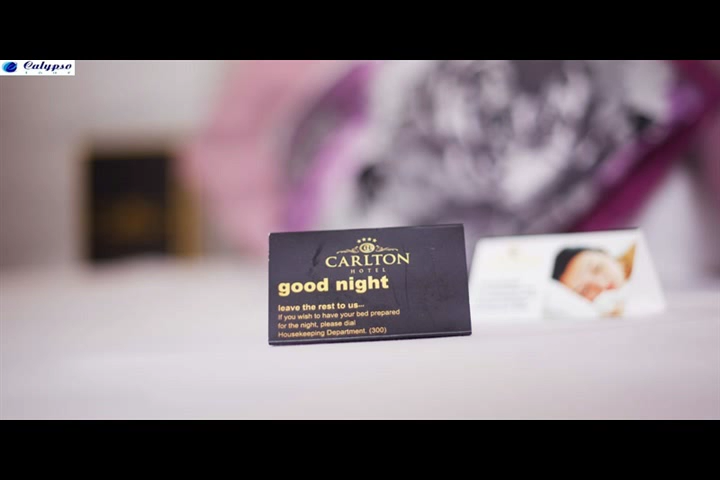 Calypso
TOUR
CARLTON
HOTEL
good night
leave the rest to us—
If you wish to have your bed prepared
for the night, please dial
Housekeeping Department. (300)